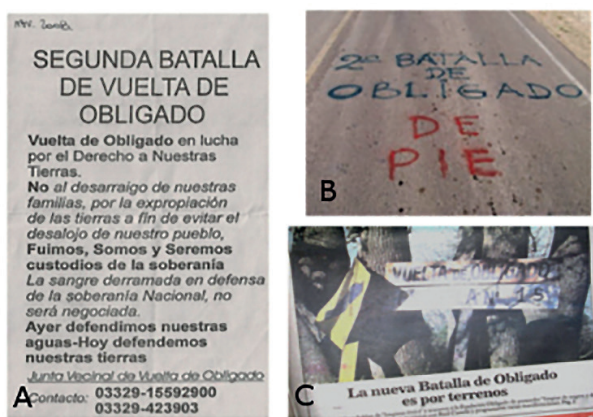 Nov. 2008
SEGUNDA BATALLA
DE VUELTA DE
OBLIGADO
Vuelta de Obligado en lucha
por el Derecho a Nuestras
Tierras.
No al desarraigo de nuestras
familias, por la expropiación
de las tierras a fin de evitar el
desalojo de nuestro pueblo,
Fuimos, Somos y Seremos
custodios de la soberanía
La sangre derramada en defensa
de la soberanía Nacional, no
será negociada.
Ayer defendimos nuestras
aguas-Hoy defendemos
nuestras tierras
Junta Vecinal de Vuelta de Obligado
Contacto: 03329-15592900
03329-423903
A
2a BATALLA
DE
OBLIGADO
DE
PIE
B
VUELTA DE OBLIGADO
C
La nueva Batalla de Obligado
es por terrenos